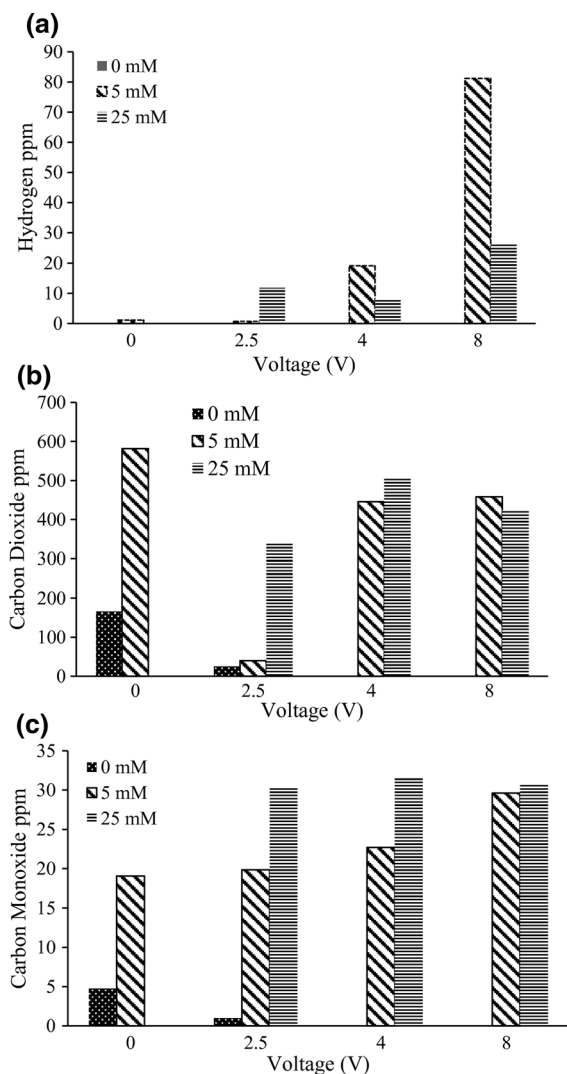 (a)
90
80
70
60
50
40
30
20
10
0
Hydrogen ppm
0 mM
5 mM
25 mM
0 2.5 4 8
Voltage (V)
(b)
700
600
500
400
300
200
100
0
Carbon Dioxide ppm
0 mM
5 mM
25 mM
0 2.5 4 8
Voltage (V)
(c)
35
30
25
20
15
10
5
0
Carbon Monoxide ppm
0 mM
5 mM
25 mM
0 2.5 4 8
Voltage (V)